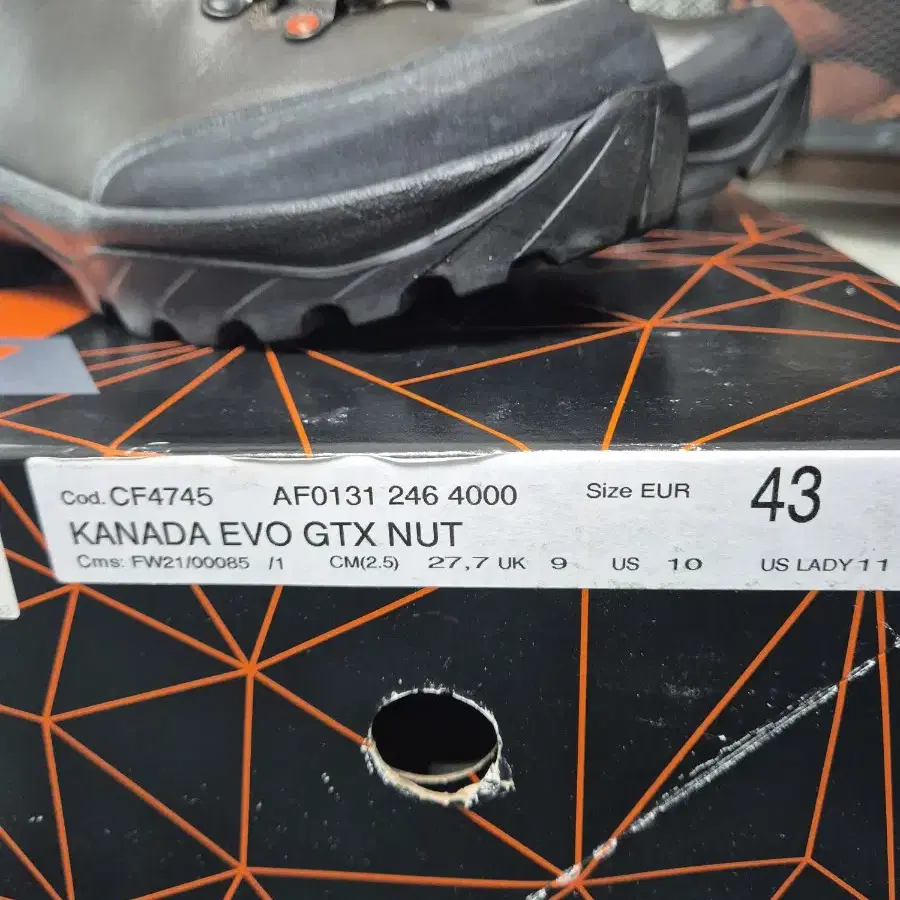 Cod. CF4745 AF0131 246 4000 Size EUR 43
KANADA EVO GTX NUT
Cms: FW21/00085 /1 CM(2.5) 27,7 UK 9 US 10 US LADY 11